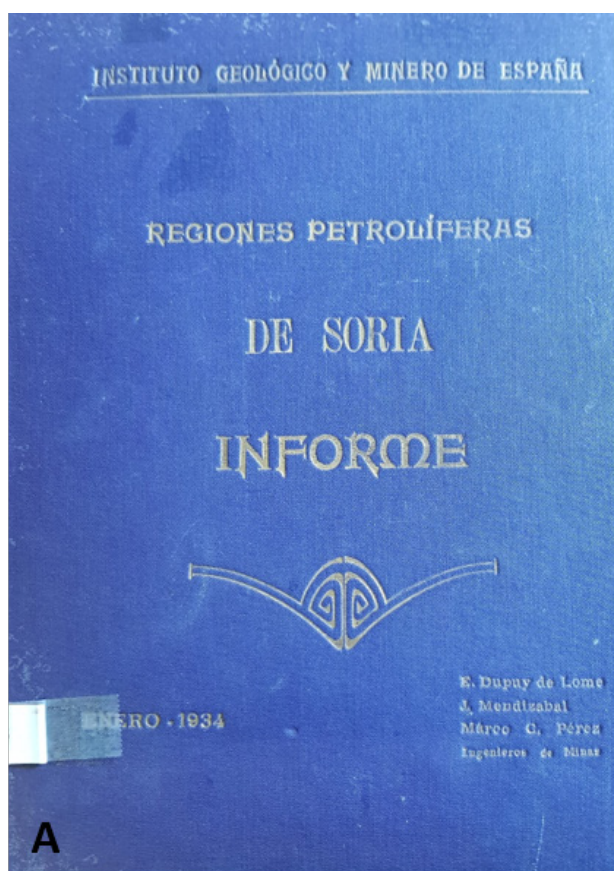 INSTITUTO GEOLÓGICO Y MINERO DE ESPAÑA
REGIONES PETROLÍFERAS
DE SORIA
INFORME
E. Dupuy de Lome
J. Mendizabal
Marco C. Pérez
Ingenieros de Minas
ENERO - 1934
A